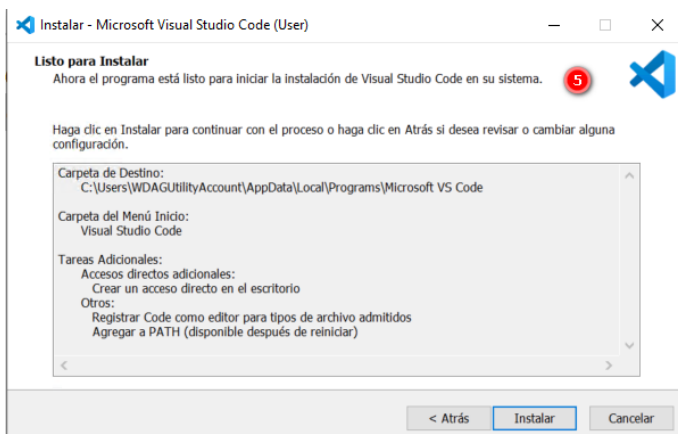 Instalar - Microsoft Visual Studio Code (User)
Listo para Instalar
Ahora el programa está listo para iniciar la instalación de Visual Studio Code en su sistema.
5
Haga clic en Instalar para continuar con el proceso o haga clic en Atrás si desea revisar o cambiar alguna
configuración.
Carpeta de Destino:
C:\Users\WDAGUtilityAccount\AppData\Local\Programs\Microsoft VS Code
Carpeta del Menú Inicio:
Visual Studio Code
Tareas Adicionales:
Accesos directos adicionales:
Crear un acceso directo en el escritorio
Otros:
Registrar Code como editor para tipos de archivo admitidos
Agregar a PATH (disponible después de reiniciar)
< Atrás
Instalar
Cancelar